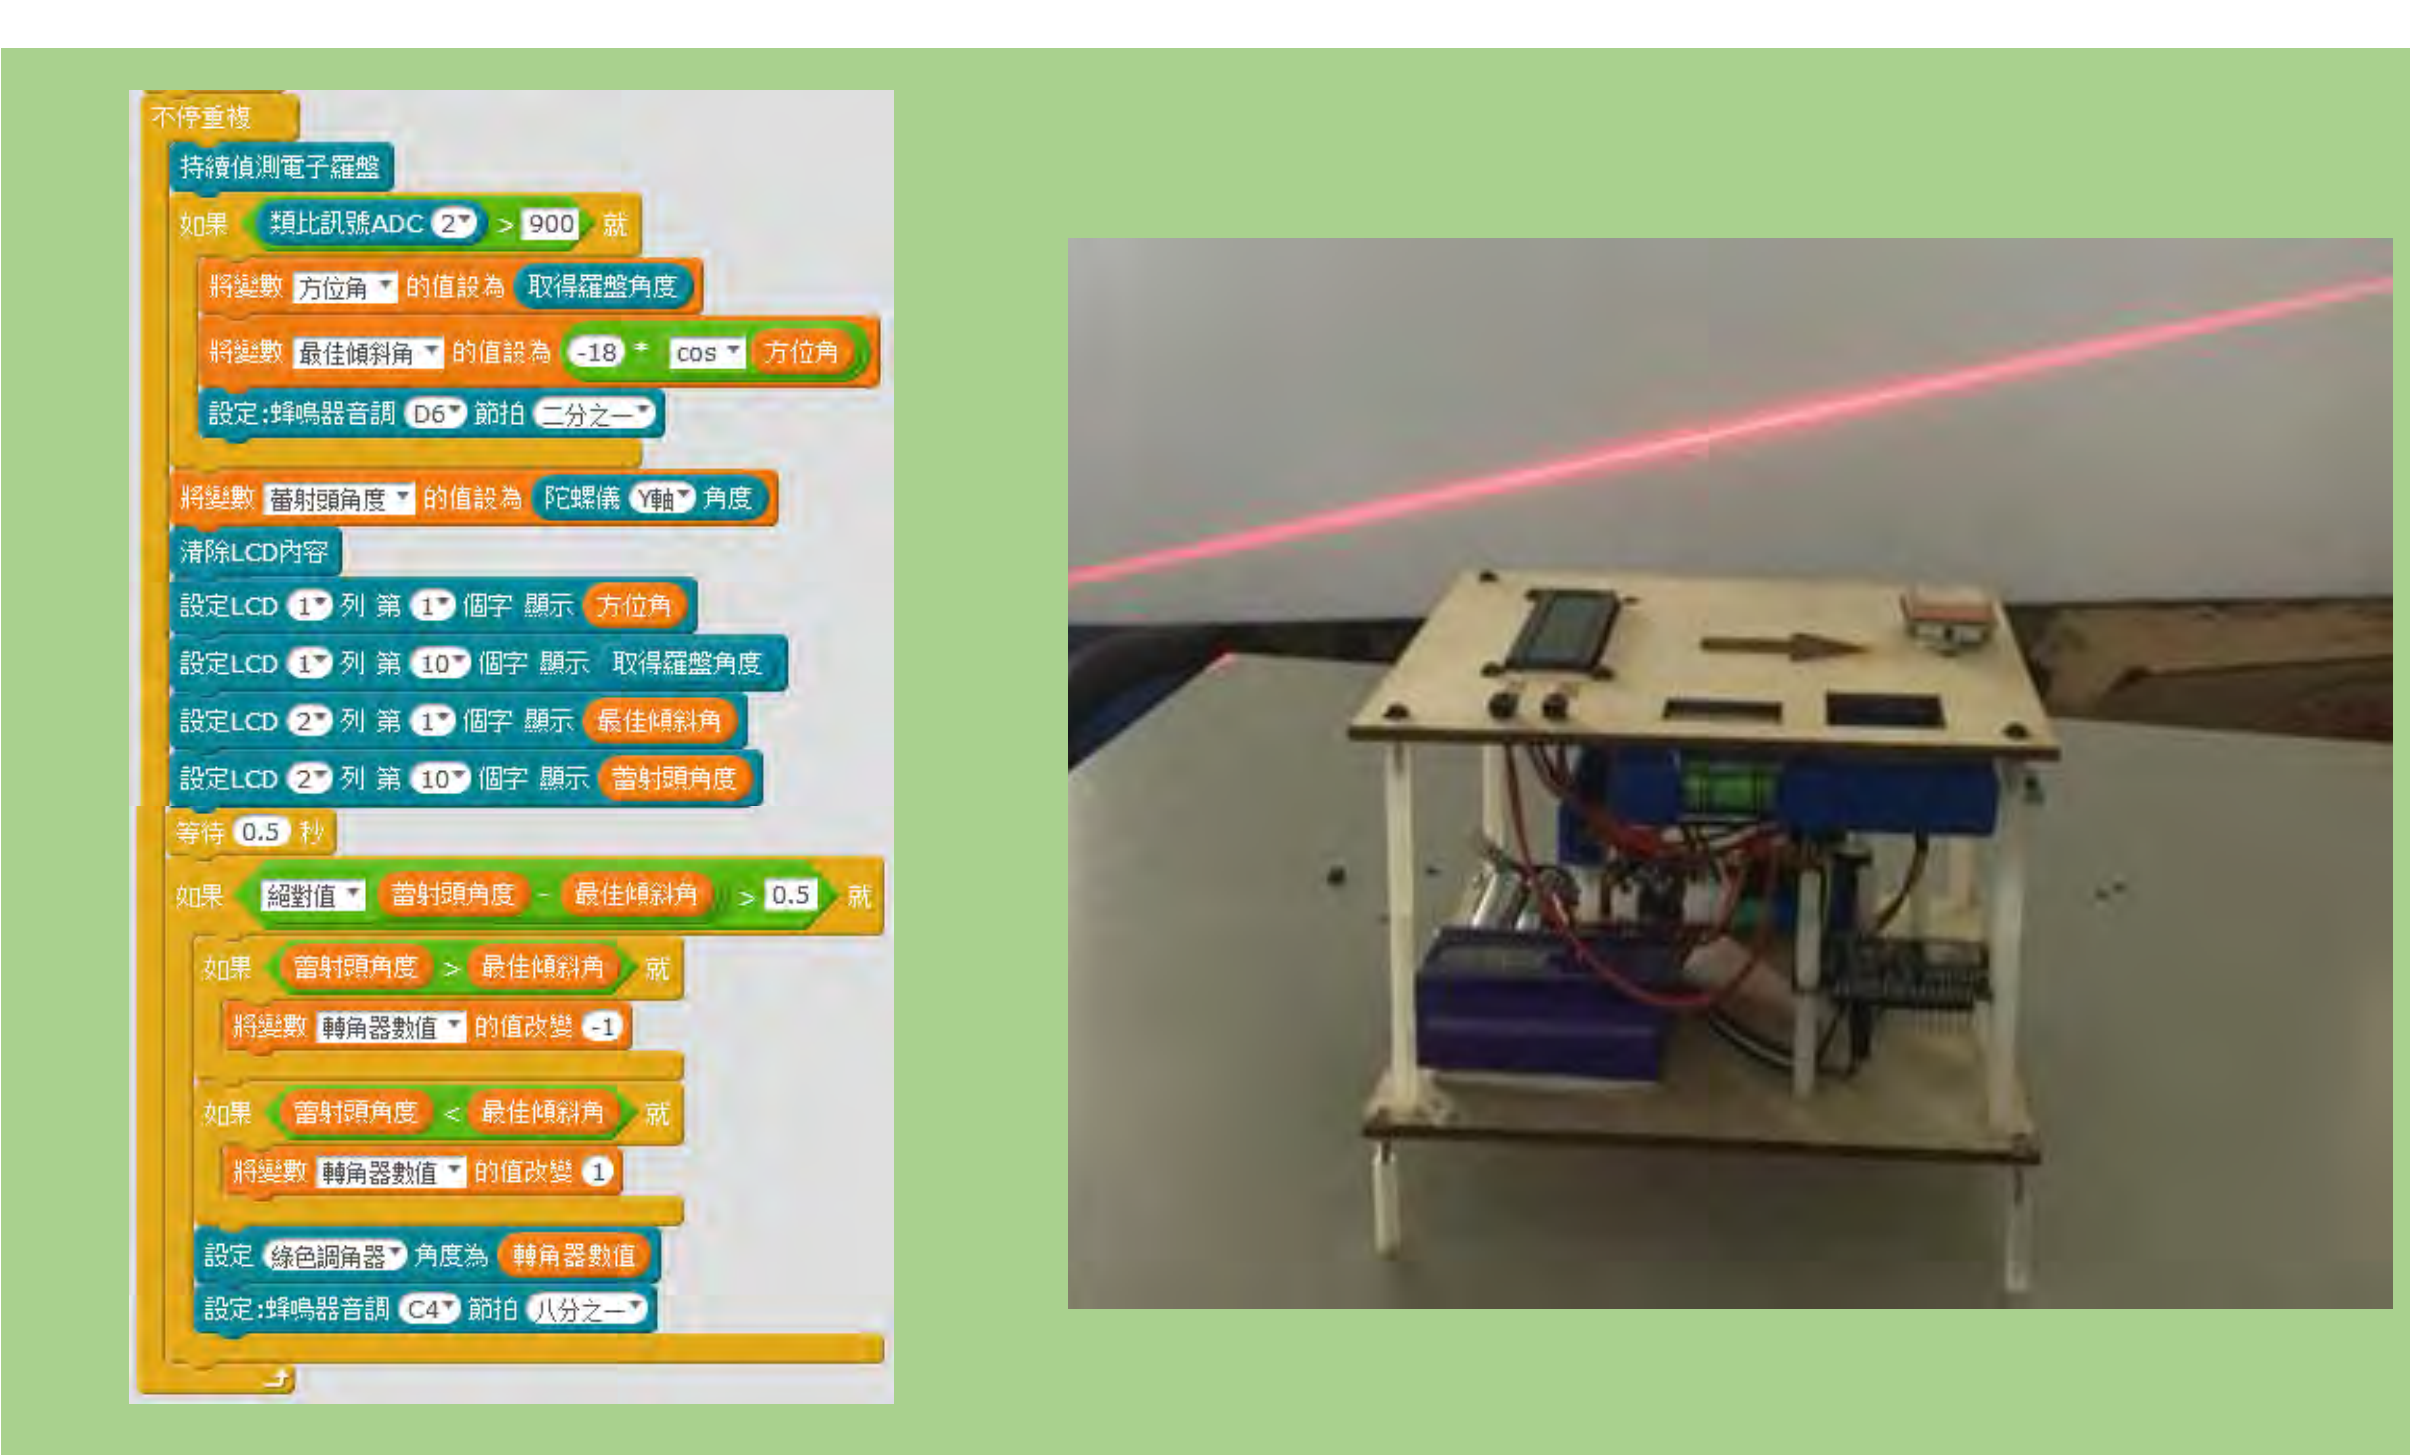 不停重複
持續偵測電子羅盤
如果 類比訊號ADC 2 > 900 就
將變數 方位角 的值設為 取得羅盤角度
將變數 最佳傾斜角 的值設為 -18 * cos 方位角
設定:蜂鳴器音調 D6 節拍 二分之一
將變數 蕾射頭角度 的值設為 陀螺儀 Y軸 角度
清除LCD內容
設定LCD 1 列 第 1 個字 顯示 方位角
設定LCD 1 列 第 10 個字 顯示 取得羅盤角度
設定LCD 2 列 第 1 個字 顯示 最佳傾斜角
設定LCD 2 列 第 10 個字 顯示 蕾射頭角度
等待 0.5 秒
如果 絕對值 蕾射頭角度 - 最佳傾斜角 > 0.5 就
如果 蕾射頭角度 > 最佳傾斜角 就
將變數 轉角器數值 的值改變 -1
如果 蕾射頭角度 < 最佳傾斜角 就
將變數 轉角器數值 的值改變 1
設定 綠色調角器 角度為 轉角器數值
設定:蜂鳴器音調 C4 節拍 八分之一